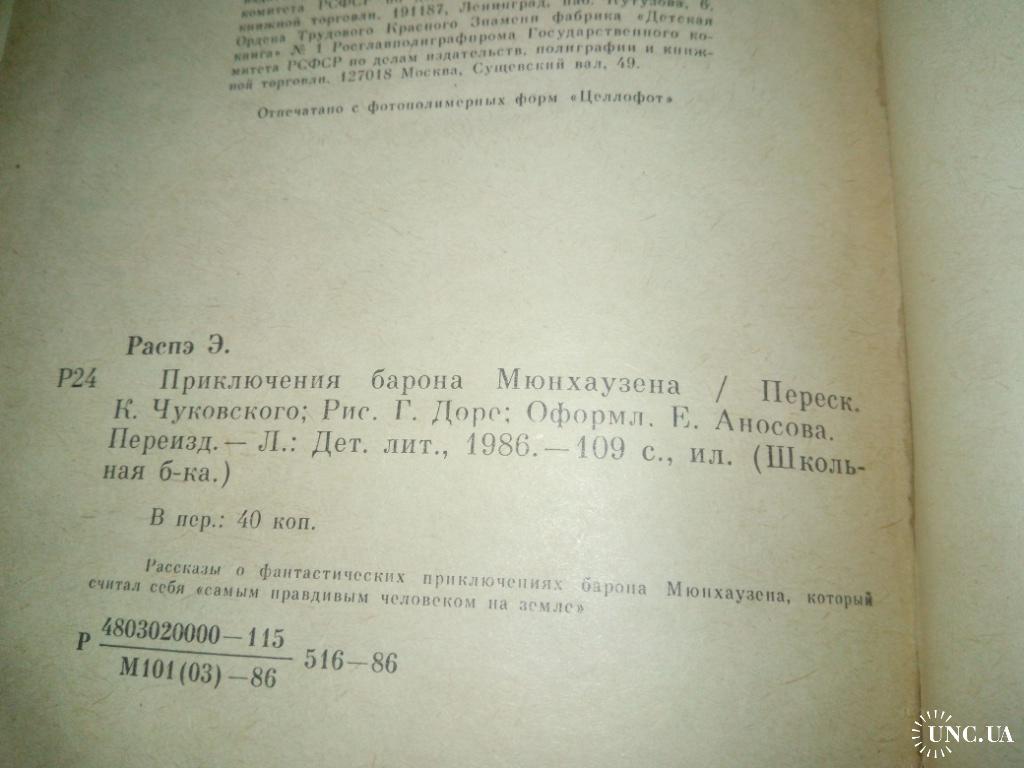 комитета РСФСР по
книжной торговли. 191187, Ленинград, наб. Кутузова, 6.
Ордена Трудового Красного Знамени фабрика «Детская
книга» № 1 Росглавполиграфпрома Государственного ко-
митета РСФСР по делам издательств, полиграфии и книж-
ной торговли. 127018 Москва, Сущевский вал, 49.
Отпечатано с фотополимерных форм «Целлофот»
Распэ Э.
Р24 Приключения барона Мюнхаузена / Переск.
К. Чуковского; Рис. Г. Доре; Оформл. Е. Аносова.
Переизд.— Л.: Дет. лит., 1986.—109 с., ил. (Школь-
ная б-ка.)
В пер.: 40 коп.
Рассказы о фантастических приключениях барона Мюнхаузена, который
считал себя «самым правдивым человеком на земле»
Р 4803020000—115
М101(03)—86 516—86
UNC.UA